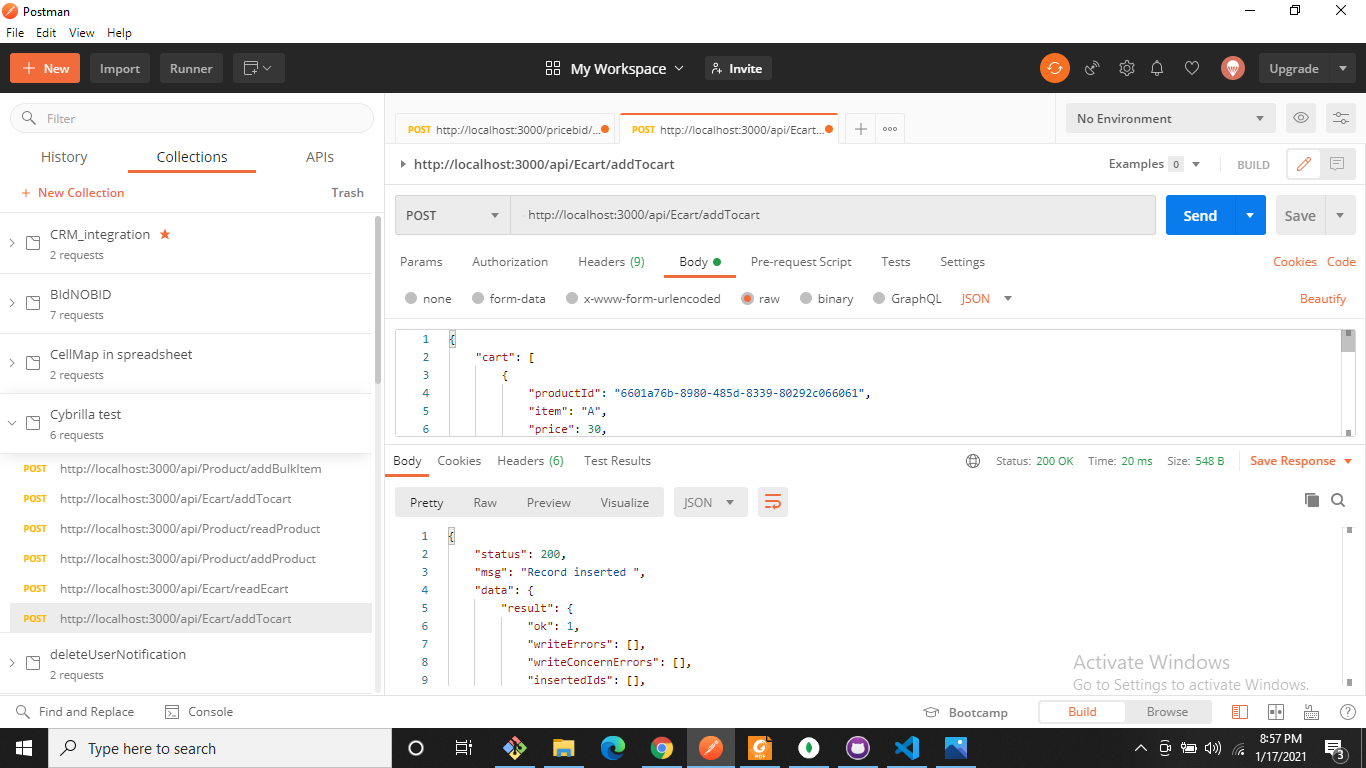 Postman
File Edit View Help
+ New Import Runner My Workspace Invite Upgrade
Filter
History Collections APIs
+ New Collection Trash
CRM_integration
2 requests
BIdNOBID
7 requests
CellMap in spreadsheet
2 requests
Cybrilla test
6 requests
POST http://localhost:3000/api/Product/addBulkItem
POST http://localhost:3000/api/Ecart/addTocart
POST http://localhost:3000/api/Product/readProduct
POST http://localhost:3000/api/Product/addProduct
POST http://localhost:3000/api/Ecart/readEcart
POST http://localhost:3000/api/Ecart/addTocart
deleteUserNotification
2 requests
POST http://localhost:3000/pricebid/... POST http://localhost:3000/api/Ecart... + ooo No Environment
http://localhost:3000/api/Ecart/addTocart Examples 0 BUILD
POST http://localhost:3000/api/Ecart/addTocart Send Save
Params Authorization Headers (9) Body Pre-request Script Tests Settings Cookies Code
none form-data x-www-form-urlencoded raw binary GraphQL JSON Beautify
1 {
2 "cart": [
3 {
4 "productId": "6601a76b-8980-485d-8339-80292c066061",
5 "item": "A",
6 "price": 30,
Body Cookies Headers (6) Test Results Status: 200 OK Time: 20 ms Size: 548 B Save Response
Pretty Raw Preview Visualize JSON
1 {
2 "status": 200,
3 "msg": "Record inserted ",
4 "data": {
5 "result": {
6 "ok": 1,
7 "writeErrors": [],
8 "writeConcernErrors": [],
9 "insertedIds": [],
Activate Windows
Go to Settings to activate Windows.
Find and Replace Console Bootcamp Build Browse
Type here to search
PDF
8:57 PM
1/17/2021
3